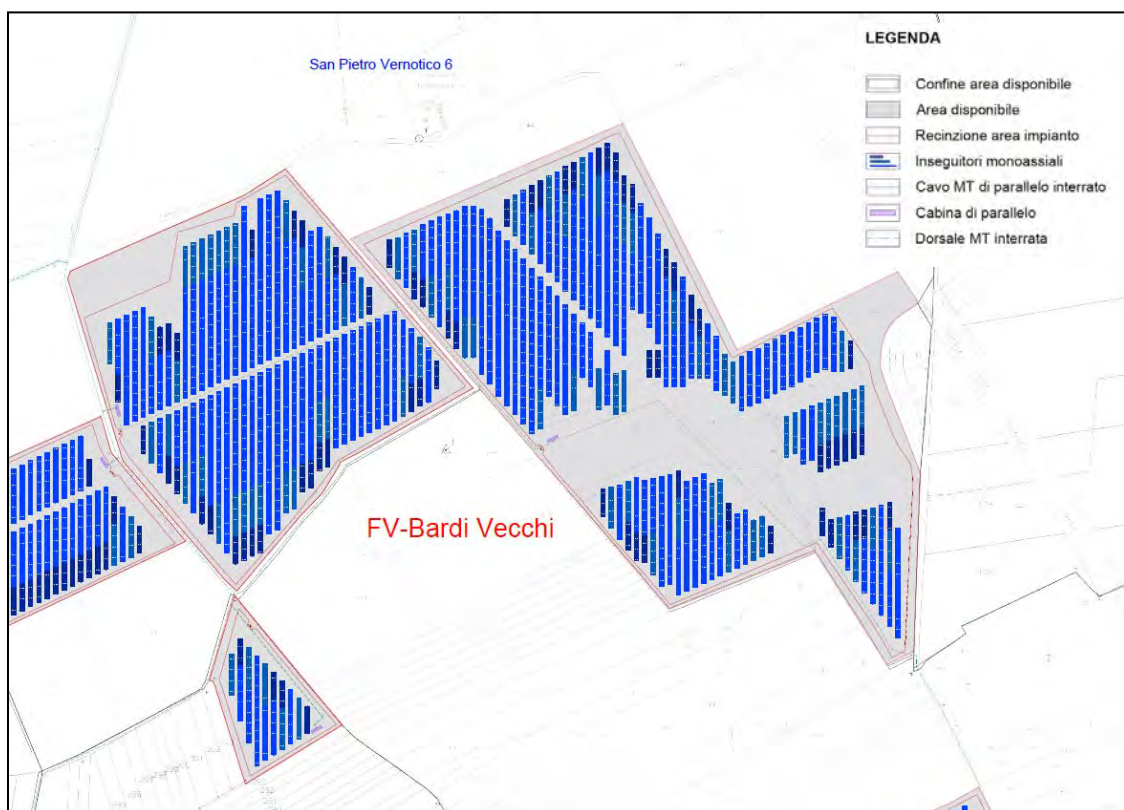 San Pietro Vernotico 6
LEGENDA
Confine area disponibile
Area disponibile
Recinzione area impianto
Inseguitori monoassiali
Cavo MT di parallelo interrato
Cabina di parallelo
Dorsale MT interrata
FV-Bardi Vecchi